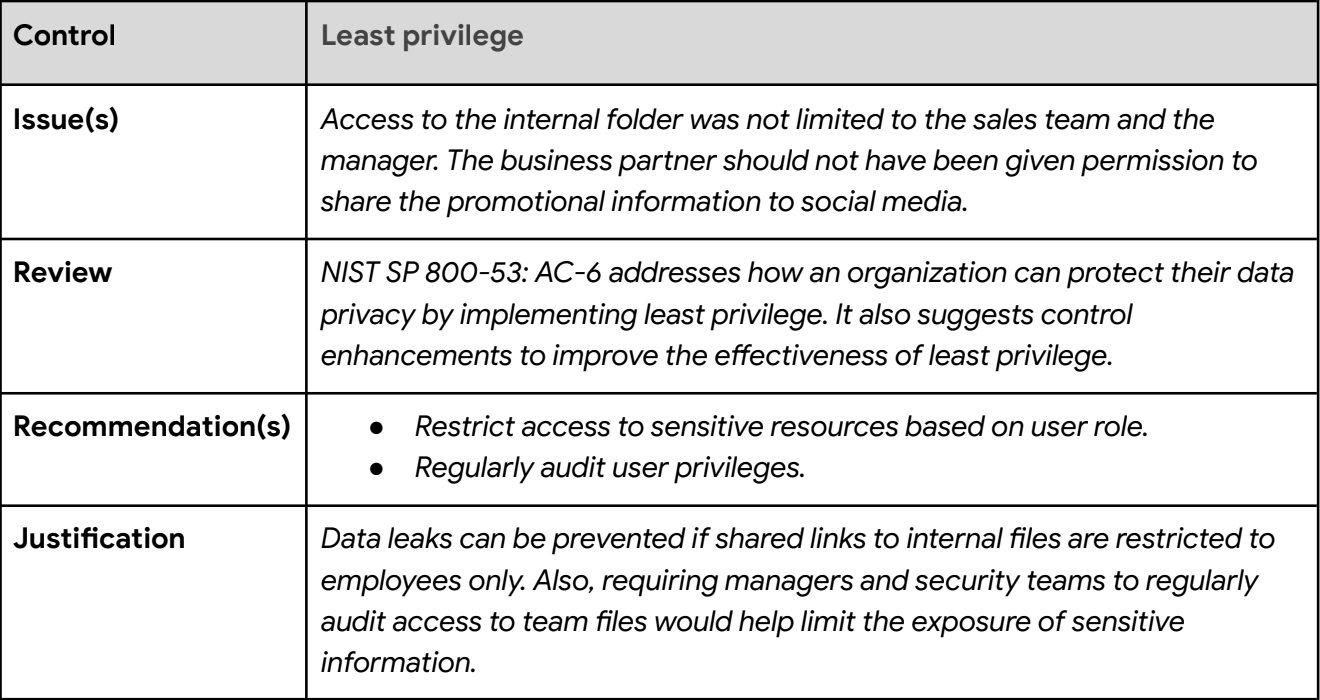 Control
Least privilege
Issue(s)
Access to the internal folder was not limited to the sales team and the
manager. The business partner should not have been given permission to
share the promotional information to social media.
Review
NIST SP 800-53: AC-6 addresses how an organization can protect their data
privacy by implementing least privilege. It also suggests control
enhancements to improve the effectiveness of least privilege.
Recommendation(s)
● Restrict access to sensitive resources based on user role.
● Regularly audit user privileges.
Justification
Data leaks can be prevented if shared links to internal files are restricted to
employees only. Also, requiring managers and security teams to regularly
audit access to team files would help limit the exposure of sensitive
information.